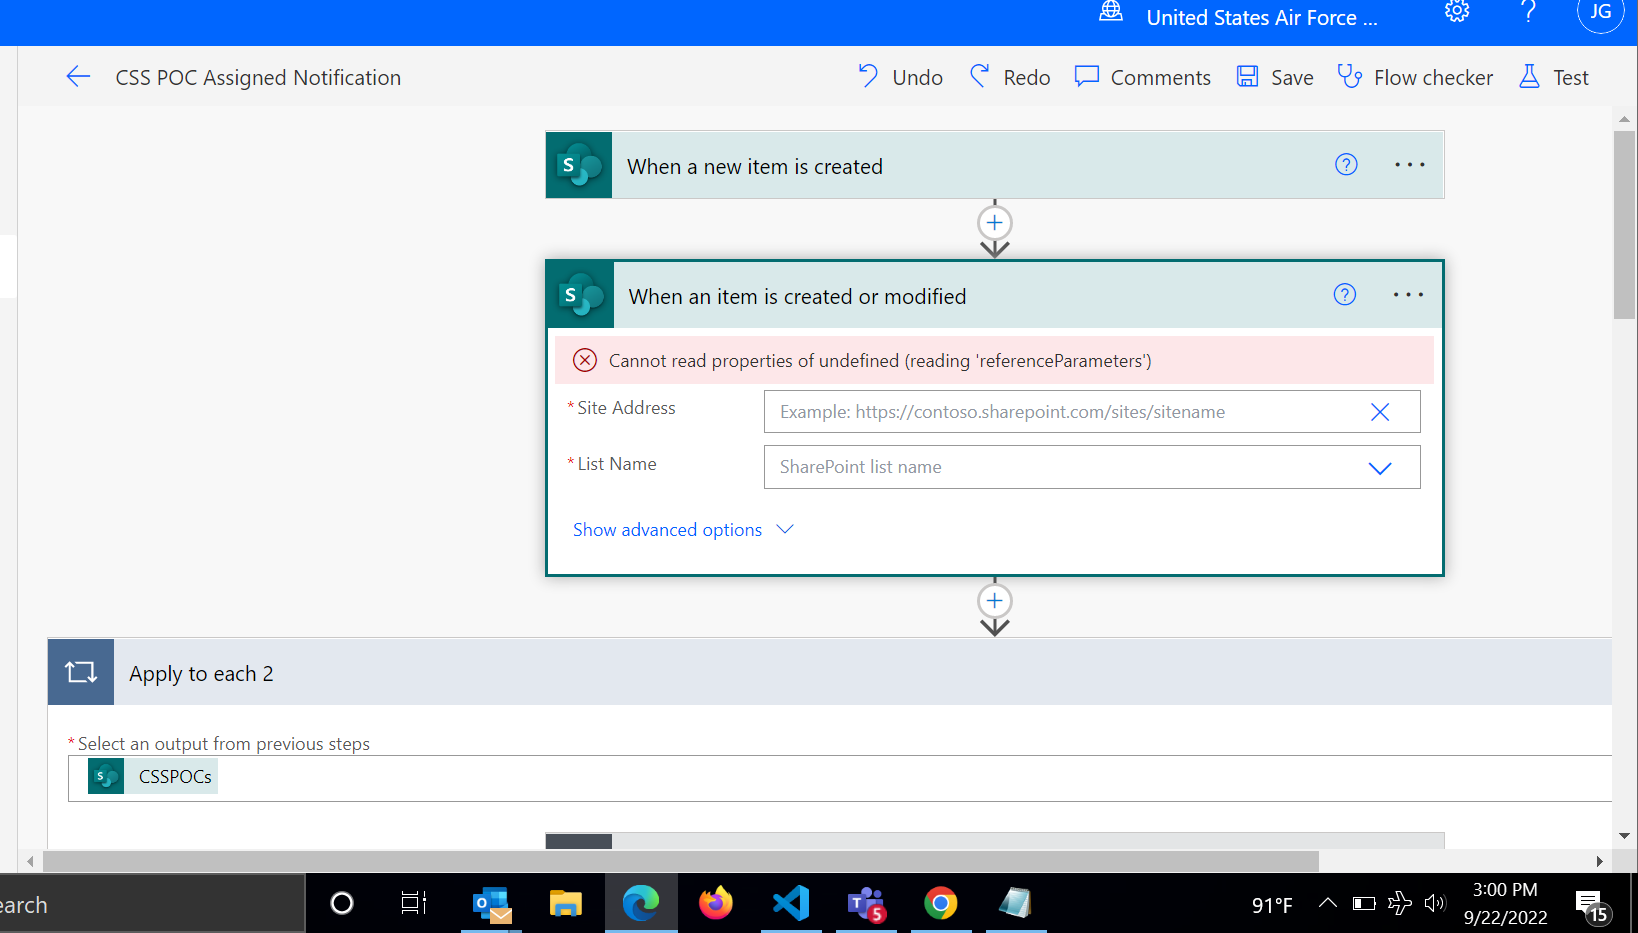 United States Air Force ...
JG
CSS POC Assigned Notification
Undo
Redo
Comments
Save
Flow checker
Test
S
When a new item is created
S
When an item is created or modified
Cannot read properties of undefined (reading 'referenceParameters')
* Site Address
Example: https://contoso.sharepoint.com/sites/sitename
* List Name
SharePoint list name
Show advanced options
Apply to each 2
* Select an output from previous steps
S
CSSPOCs
earch
91°F
3:00 PM
9/22/2022
5
15